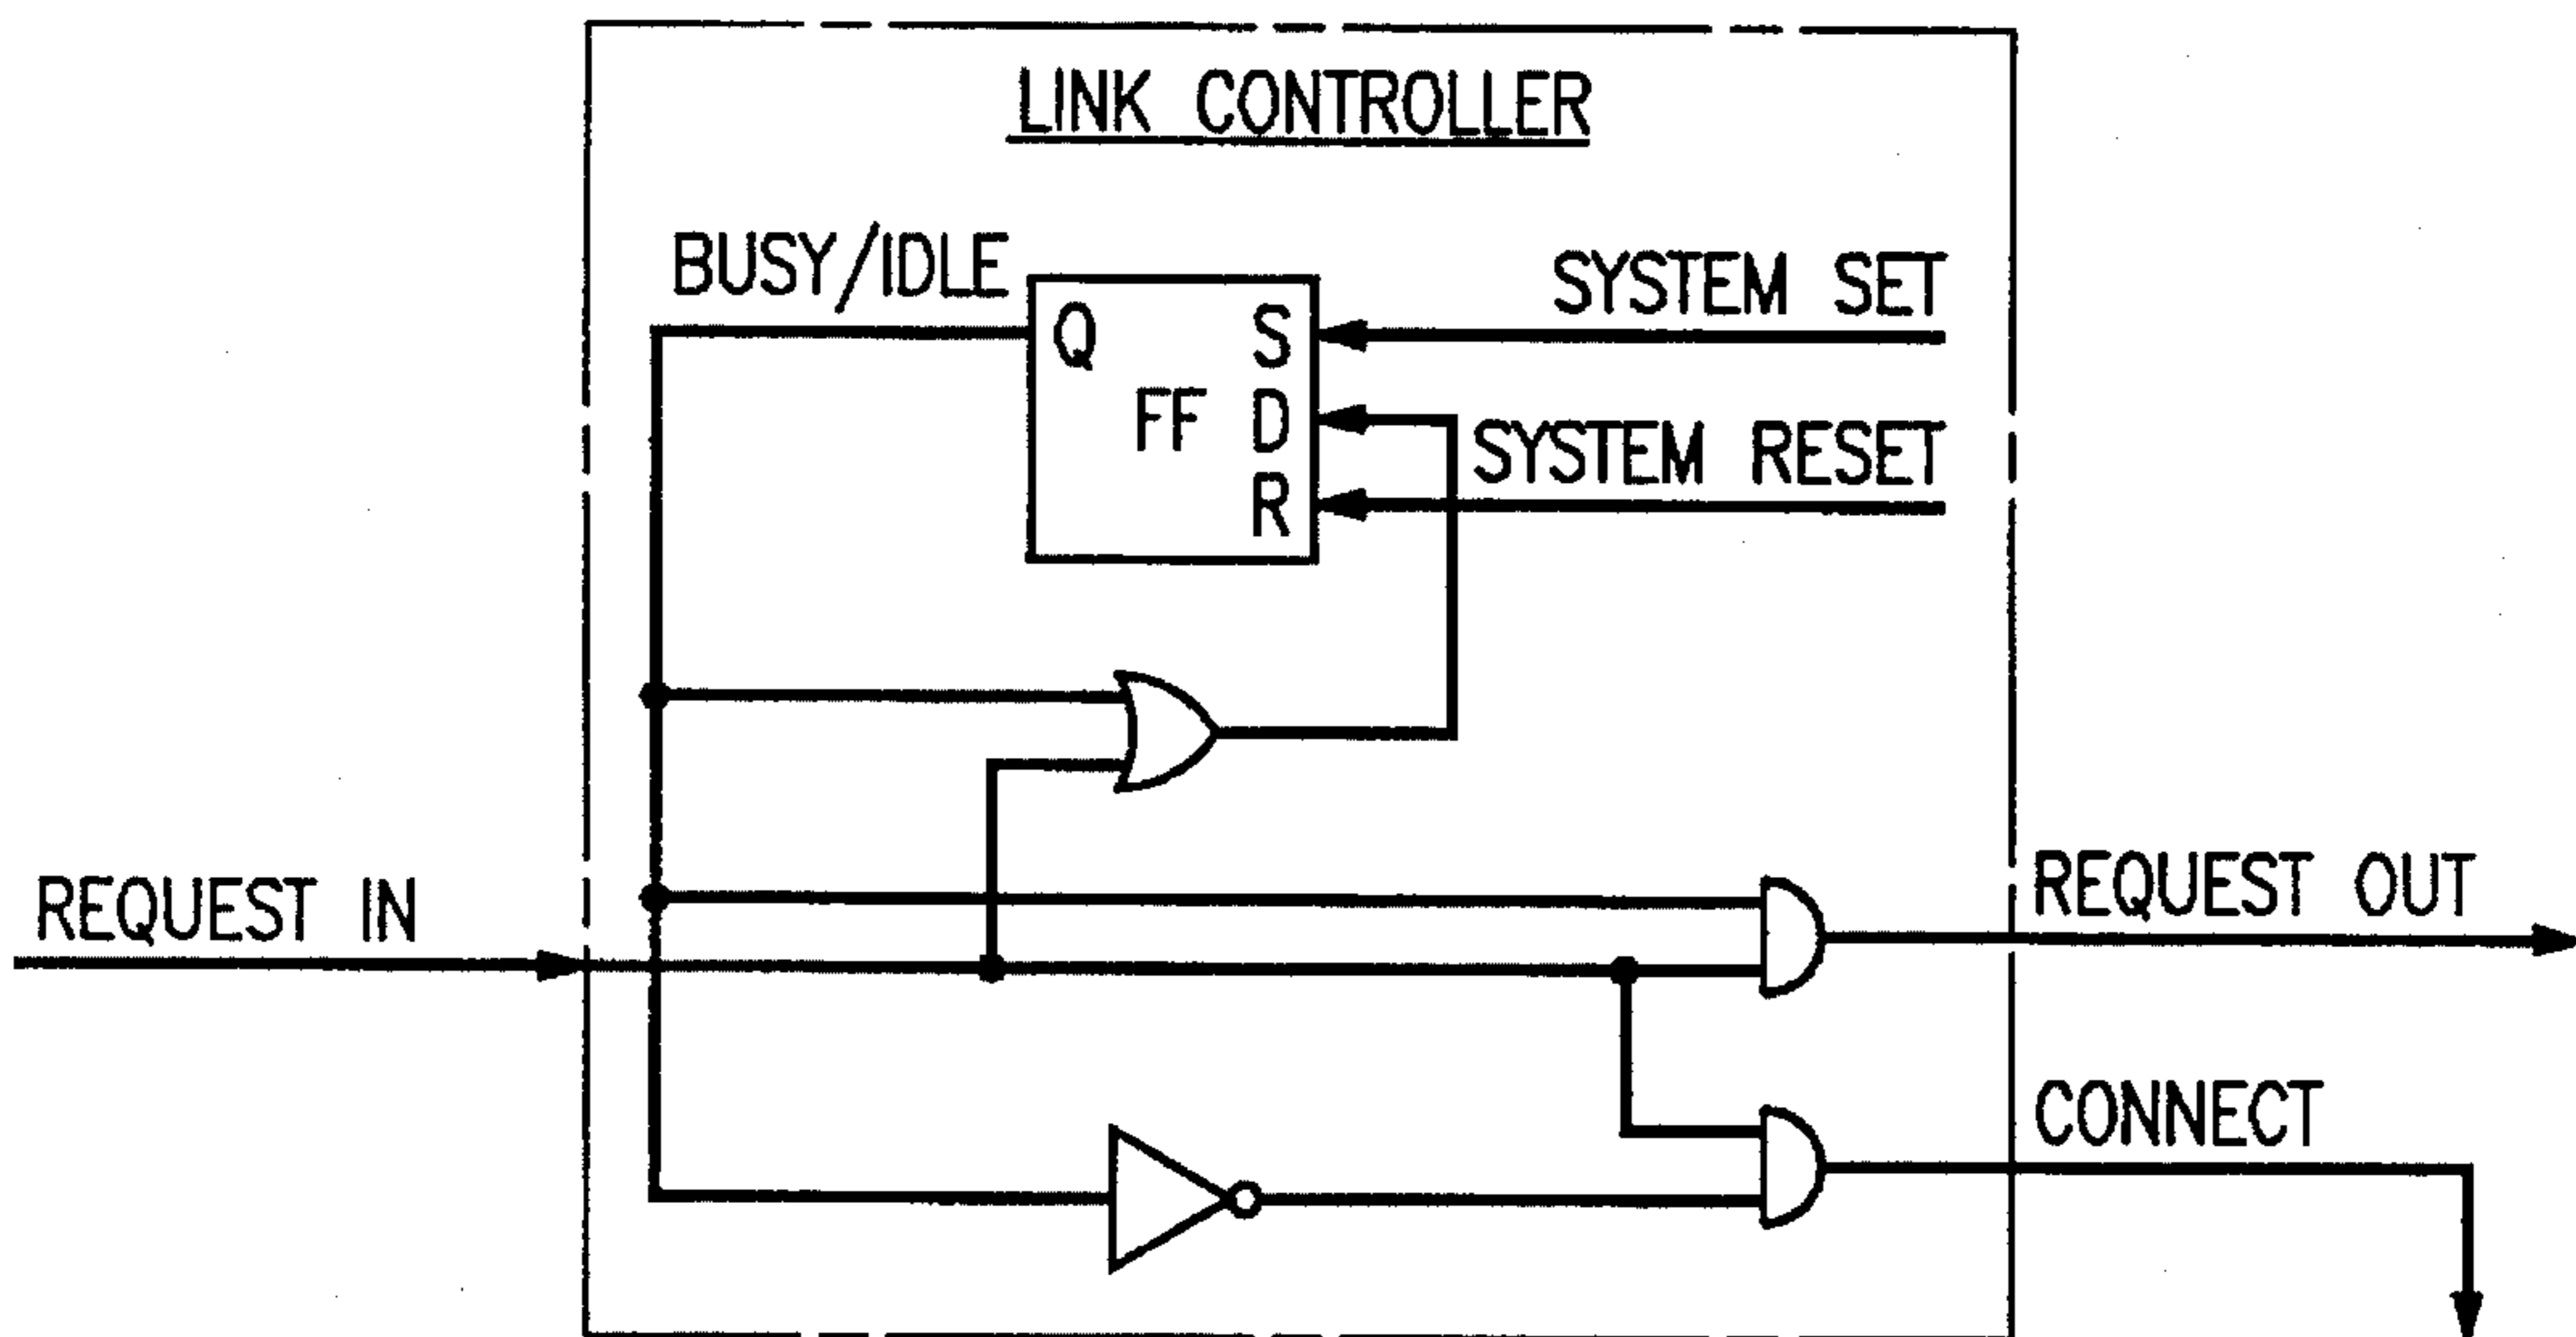 LINK CONTROLLER
BUSY/IDLE
SYSTEM SET
Q S
FF D
SYSTEM RESET
R
REQUEST IN
REQUEST OUT
CONNECT